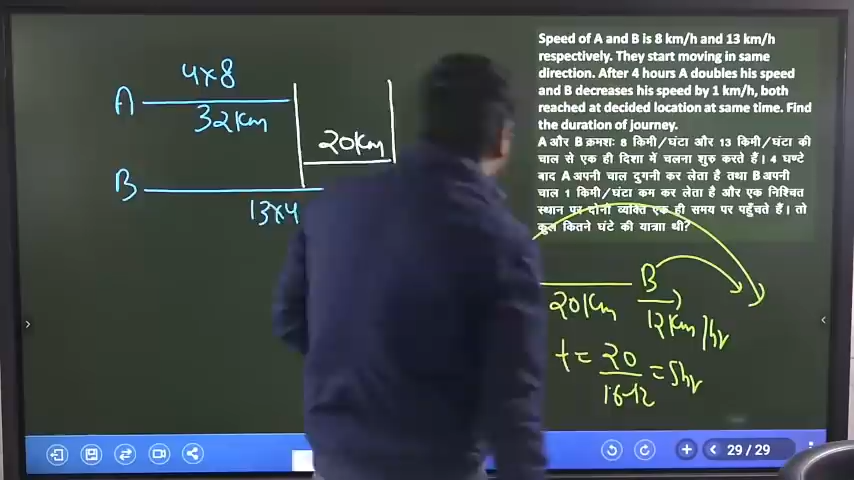 Speed of A and B is 8 km/h and 13 km/h
respectively. They start moving in same
direction. After 4 hours A doubles his speed
and B decreases his speed by 1 km/h, both
reached at decided location at same time. Find
the duration of journey.
A और B क्रमशः 8 किमी/घंटा और 13 किमी/घंटा की
चाल से एक ही दिशा में चलना शुरु करते हैं। 4 घण्टे
बाद A अपनी चाल दुगनी कर लेता है तथा B अपनी
चाल 1 किमी/घंटा कम कर लेता है और एक निश्चित
स्थान पर दोनों व्यक्ति एक ही समय पर पहुँचते हैं। तो
कुल कितने घंटे की यात्रा थी?
4×8
A
32Km
20Km
B
13×4
B
20Km
12Km/hr
t = 20/16-12 = 5hr
29 / 29